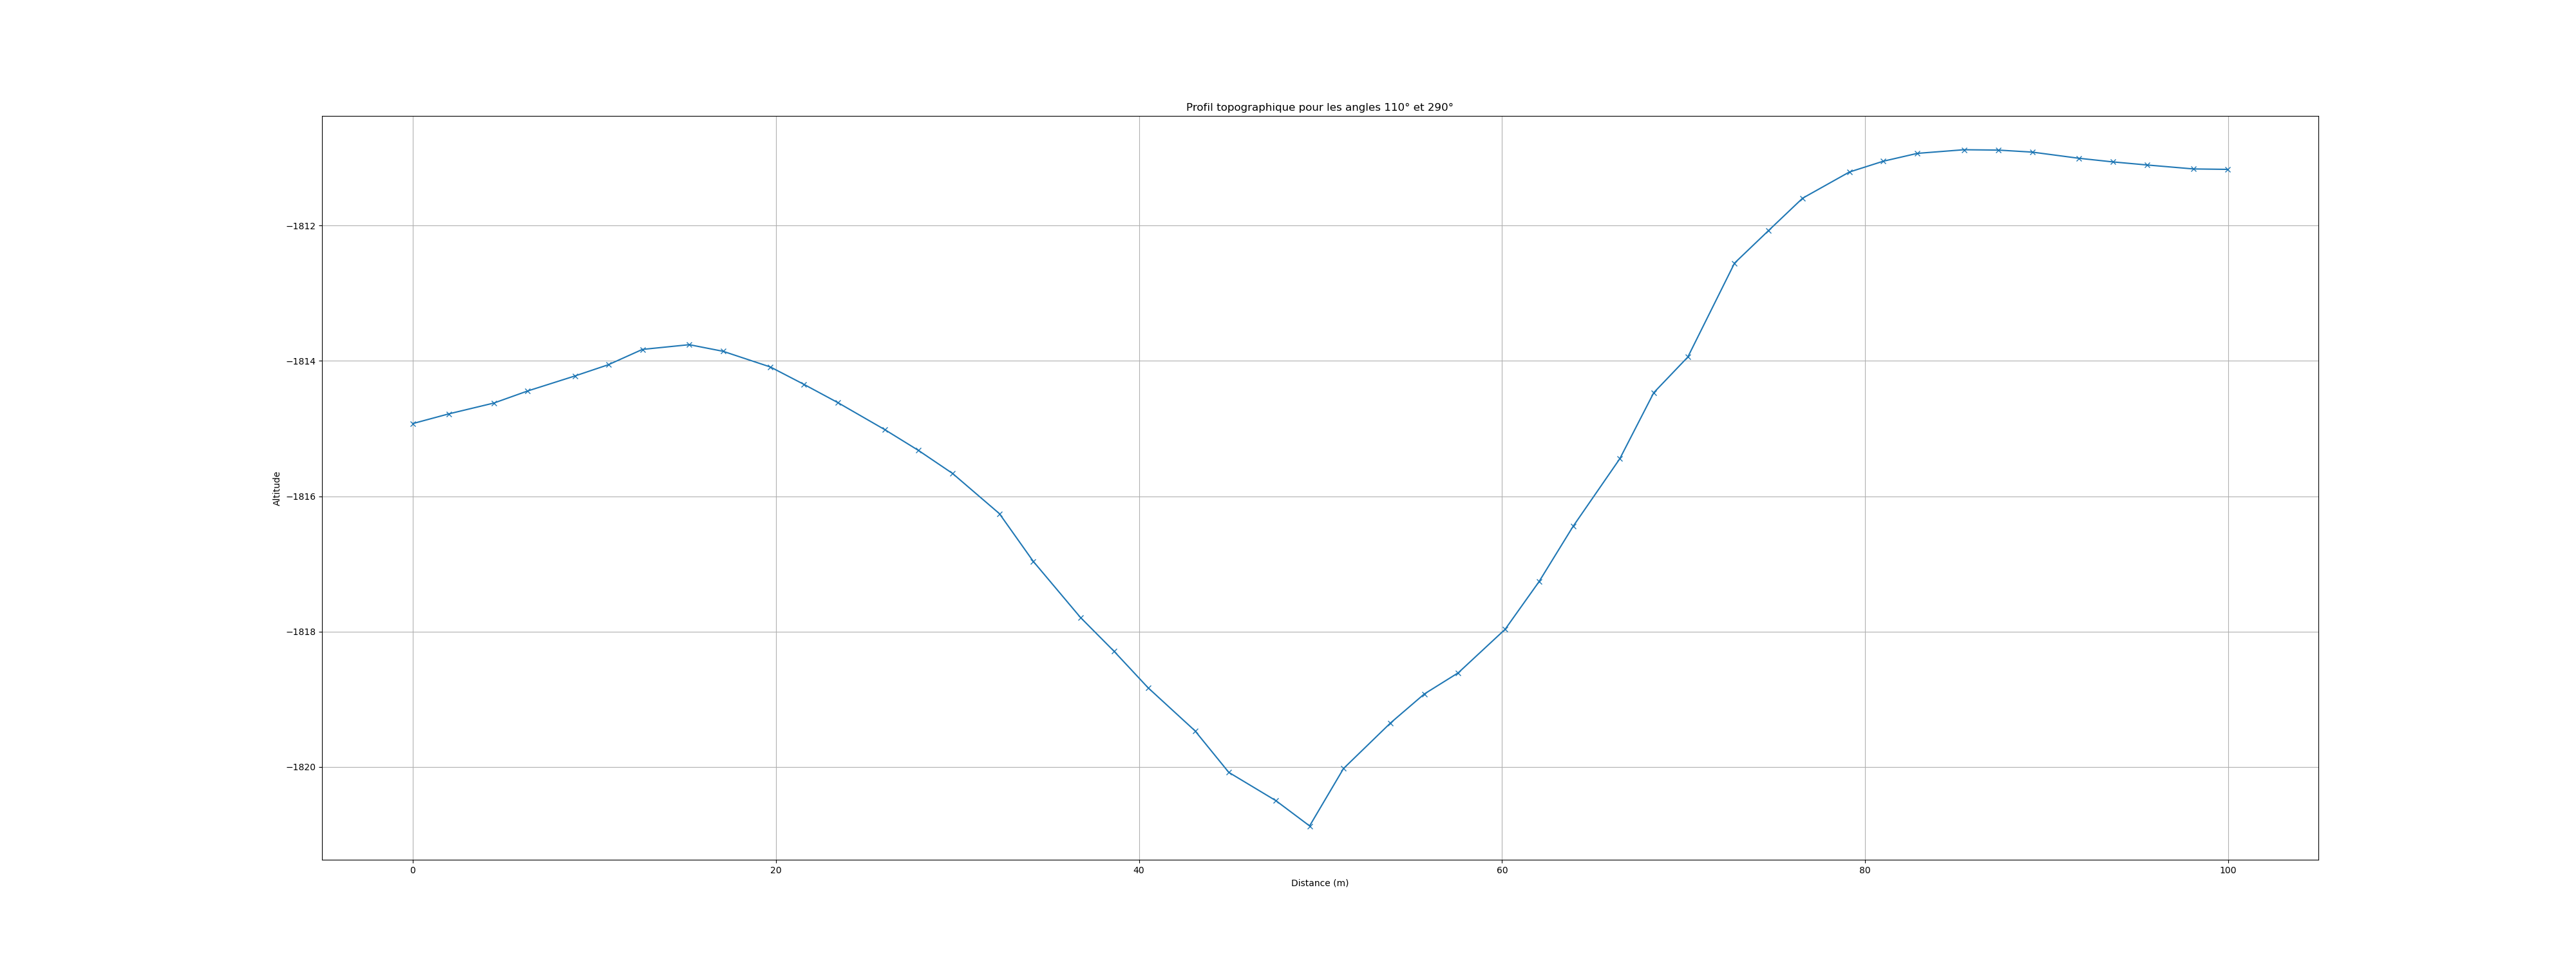 Profil topographique pour les angles 110° et 290°
−1812
−1814
−1816
−1818
−1820
Altitude
0 20 40 60 80 100
Distance (m)